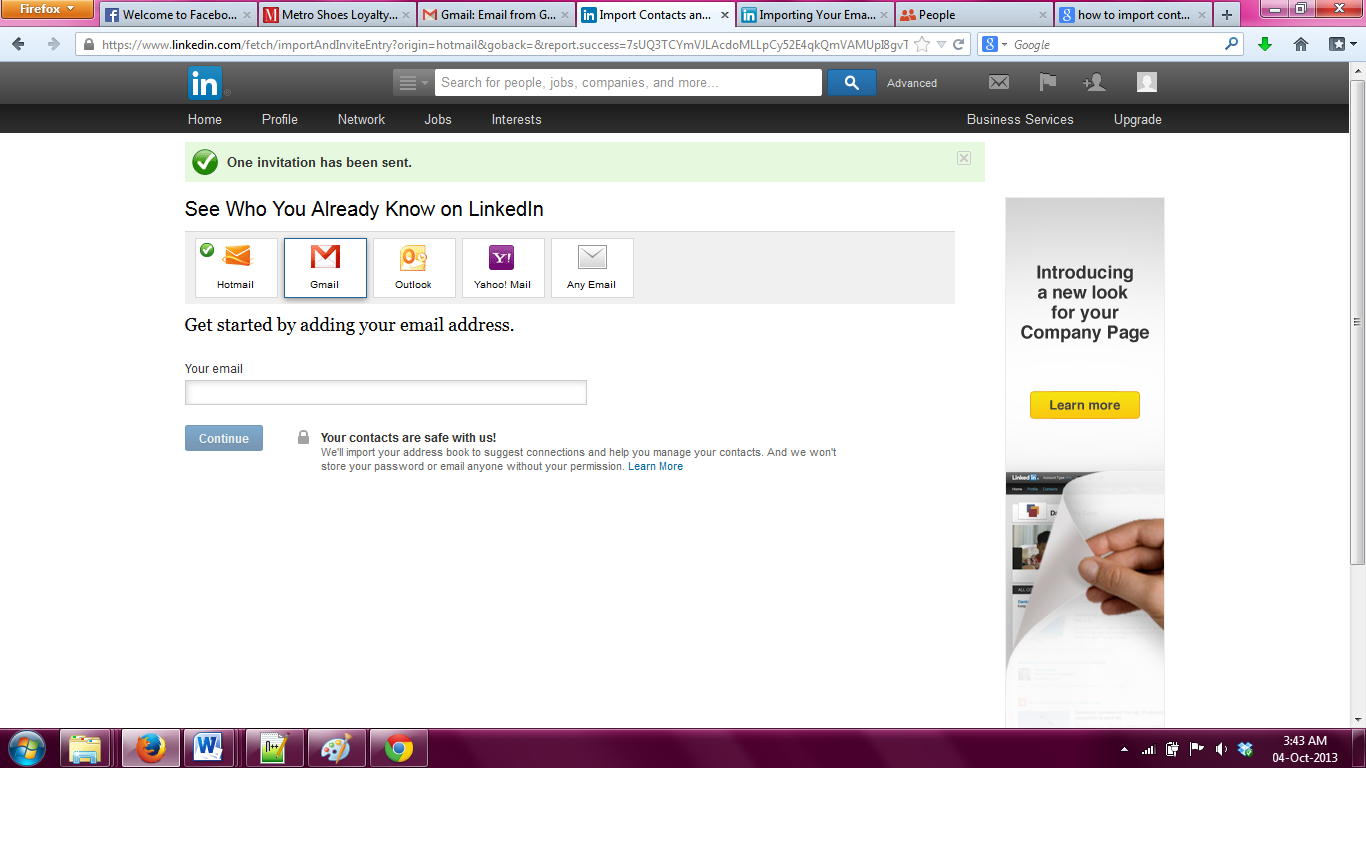 Firefox
Welcome to Facebo...
Metro Shoes Loyalty...
Gmail: Email from G...
Import Contacts an...
Importing Your Ema...
People
how to import cont...
https://www.linkedin.com/fetch/importAndInviteEntry?origin=hotmail&goback=&report.success=7sUQ3TCYmVJLAcdoMLLpCy52E4qkQmVAMUpI8gvT
Google
in
Search for people, jobs, companies, and more...
Advanced
Home Profile Network Jobs Interests
Business Services Upgrade
One invitation has been sent.
See Who You Already Know on LinkedIn
Hotmail
Gmail
Outlook
Yahoo! Mail
Any Email
Get started by adding your email address.
Your email
Continue
Your contacts are safe with us!
We'll import your address book to suggest connections and help you manage your contacts. And we won't
store your password or email anyone without your permission. Learn More
Introducing
a new look
for your
Company Page
Learn more
Linked in
Home Profile Contacts
3:43 AM
04-Oct-2013